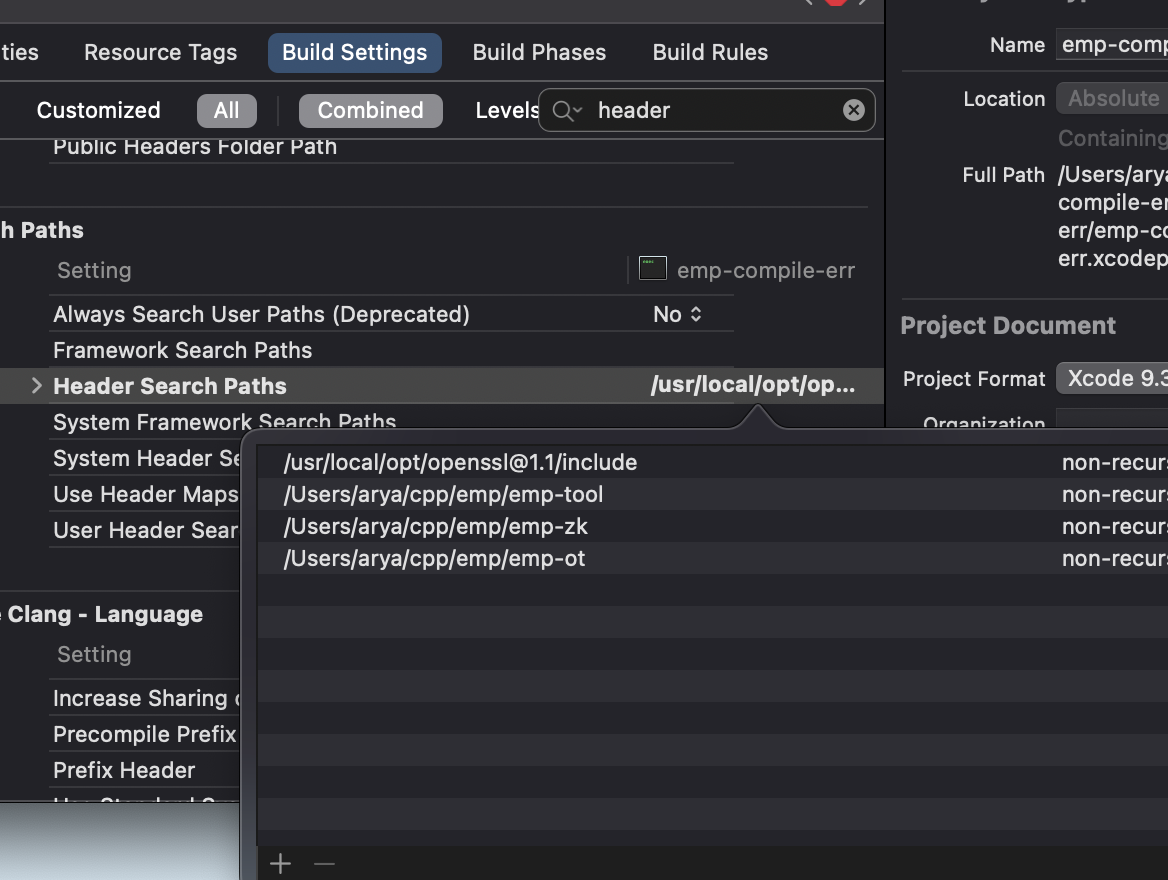 ties Resource Tags Build Settings Build Phases Build Rules
Customized All Combined Levels header
Public Headers Folder Path
h Paths
Setting emp-compile-err
Always Search User Paths (Deprecated) No
Framework Search Paths
Header Search Paths /usr/local/opt/op...
System Framework Search Paths
System Header Se
Use Header Maps
User Header Sear
/usr/local/opt/openssl@1.1/include non-recurs
/Users/arya/cpp/emp/emp-tool non-recurs
/Users/arya/cpp/emp/emp-zk non-recurs
/Users/arya/cpp/emp/emp-ot non-recurs
Clang - Language
Setting
Increase Sharing
Precompile Prefix
Prefix Header
Name emp-comp
Location Absolute
Containing
Full Path /Users/arya
compile-er
err/emp-co
err.xcodep
Project Document
Project Format Xcode 9.3
Organization